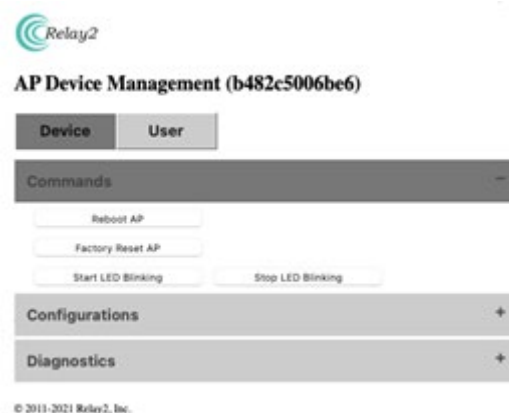 Relay2
AP Device Management (b482c5006be6)
Device User
Commands −
Reboot AP
Factory Reset AP
Start LED Blinking Stop LED Blinking
Configurations +
Diagnostics +
© 2011-2021 Relay2, Inc.